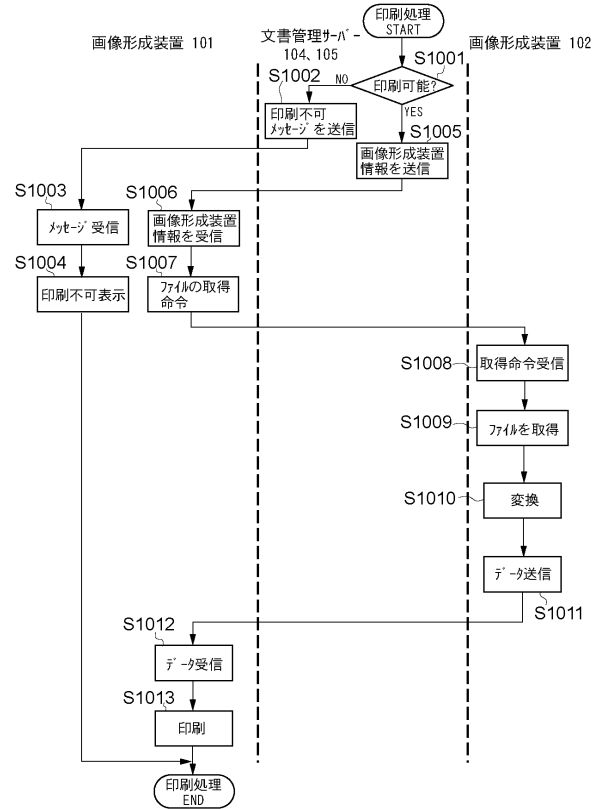 印刷処理
START
画像形成装置 101
文書管理サーバー
104、105
画像形成装置 102
S1001
印刷可能?
NO
YES
S1002
印刷不可
メッセージを送信
S1005
画像形成装置
情報を送信
S1003
メッセージ受信
S1006
画像形成装置
情報を受信
S1004
印刷不可表示
S1007
ファイルの取得
命令
S1008
取得命令受信
S1009
ファイルを取得
S1010
変換
データ送信
S1011
S1012
データ受信
S1013
印刷
印刷処理
END